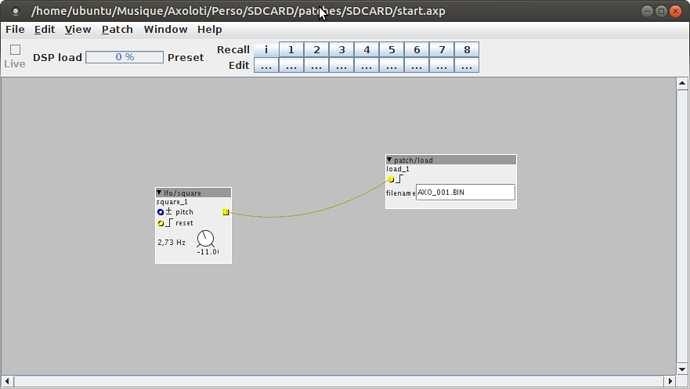 /home/ubuntu/Musique/Axoloti/Perso/SDCARD/patches/SDCARD/start.axp
File Edit View Patch Window Help
Live
DSP load 0 % Preset
Recall i 1 2 3 4 5 6 7 8
Edit ... ... ... ... ... ... ... ... ...
patch/load
load_1
filename AXO_001.BIN
lfo/square
square_1
pitch
reset
2,73 Hz
-11.00